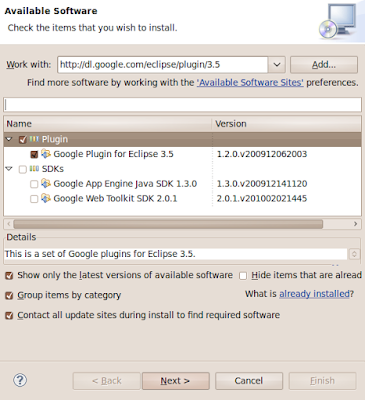 Available Software
Check the items that you wish to install.
Work with: http://dl.google.com/eclipse/plugin/3.5 Add...
Find more software by working with the 'Available Software Sites' preferences.
Name Version
Plugin
Google Plugin for Eclipse 3.5 1.2.0.v200912062003
SDKs
Google App Engine Java SDK 1.3.0 1.3.0.v200912141120
Google Web Toolkit SDK 2.0.1 2.0.1.v201002021445
Details
This is a set of Google plugins for Eclipse 3.5.
Show only the latest versions of available software Hide items that are alread
Group items by category What is already installed?
Contact all update sites during install to find required software
? < Back Next > Cancel Finish